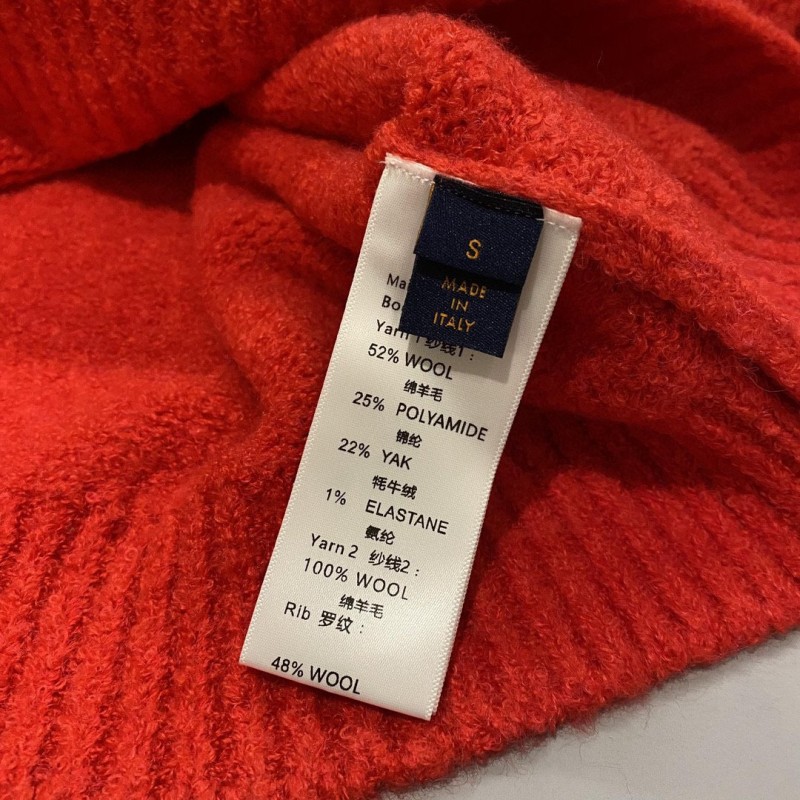 S
MADE
IN
ITALY
Yarn 1 纱线1:
52% WOOL
绵羊毛
25% POLYAMIDE
锦纶
22% YAK
牦牛绒
1% ELASTANE
氨纶
Yarn 2 纱线2:
100% WOOL
绵羊毛
Rib 罗纹:
48% WOOL